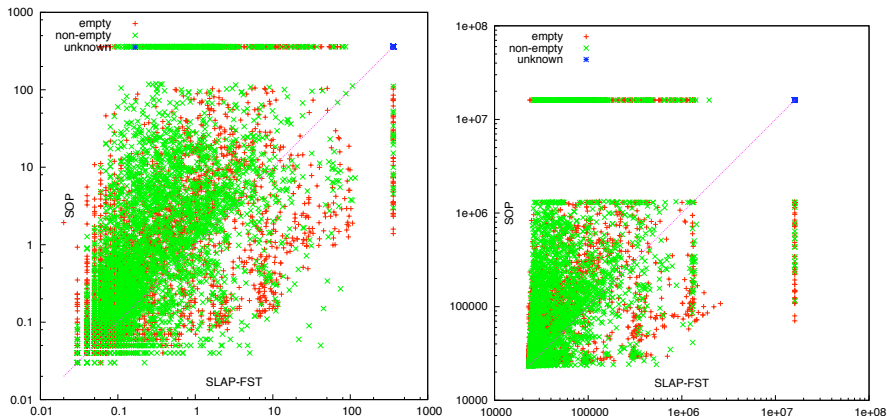 1000
100
10
1
0.1
0.01
0.01 0.1 1 10 100 1000
SOP
SLAP-FST
empty
non-empty
unknown
1e+08
1e+07
1e+06
100000
10000
10000 100000 1e+06 1e+07 1e+08
SOP
SLAP-FST
empty
non-empty
unknown